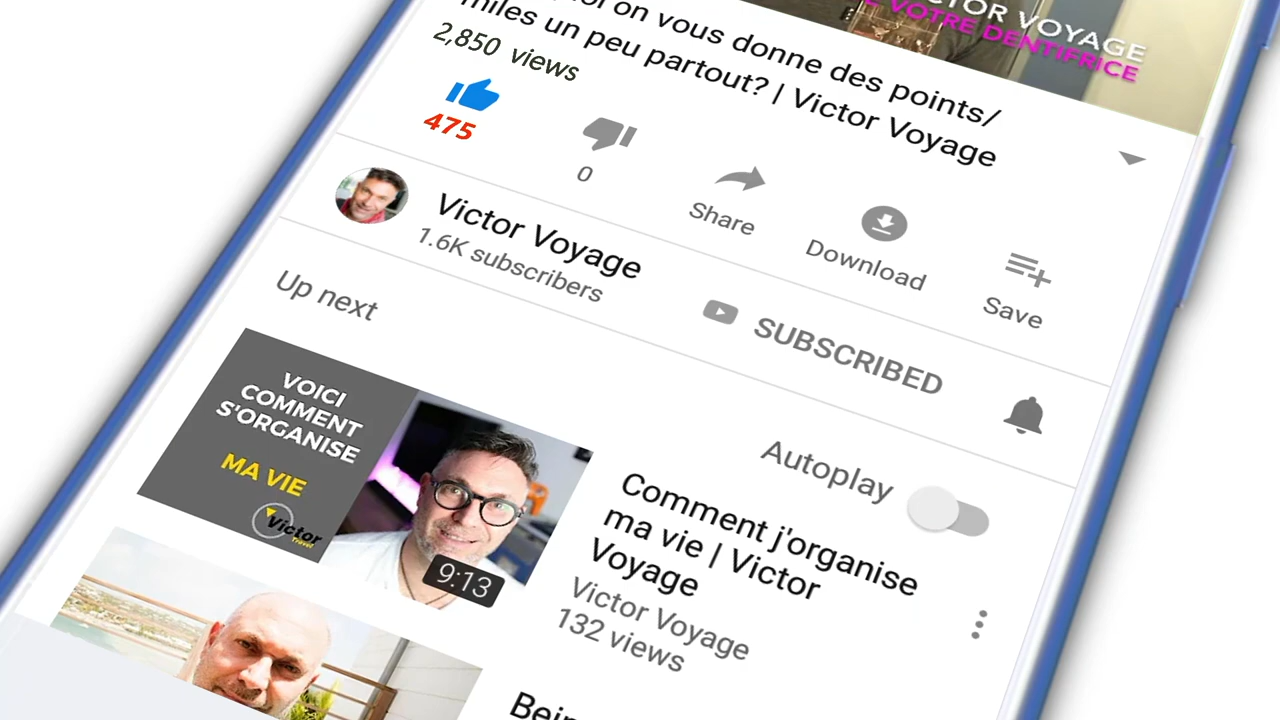 CTOR VOYAGE
VOTRE DENTIFRICE
on vous donne des points/
miles un peu partout? | Victor Voyage
2,850 views
475
0
Share
Download
Save
Victor Voyage
1.6K subscribers
SUBSCRIBED
Up next
Autoplay
VOICI
COMMENT
S'ORGANISE
MA VIE
Victor
Travel
9:13
Comment j'organise
ma vie | Victor
Voyage
Victor Voyage
132 views